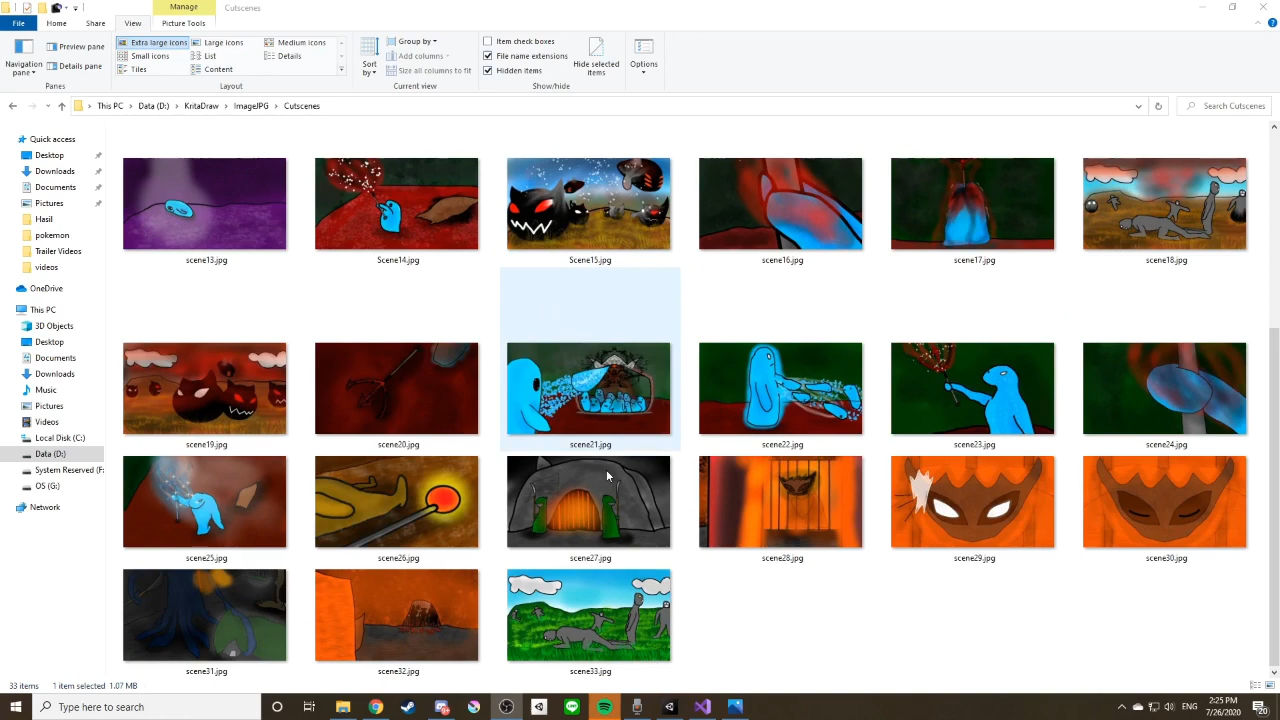 Manage
Cutscenes
File
Home
Share
View
Picture Tools
Navigation pane
Preview pane
Details pane
Panes
Extra large icons
Large icons
Medium icons
Small icons
List
Details
Tiles
Content
Layout
Sort by
Group by
Add columns
Size all columns to fit
Current view
Item check boxes
File name extensions
Hidden items
Hide selected items
Show/hide
Options
This PC > Data (D:) > KritaDraw > ImageJPG > Cutscenes
Search Cutscenes
Quick access
Desktop
Downloads
Documents
Pictures
Hasil
pokemon
Trailer Videos
videos
OneDrive
This PC
3D Objects
Desktop
Documents
Downloads
Music
Pictures
Videos
Local Disk (C:)
Data (D:)
System Reserved (F:
OS (G:)
Network
scene13.jpg
Scene14.jpg
Scene15.jpg
scene16.jpg
scene17.jpg
scene18.jpg
scene19.jpg
scene20.jpg
scene21.jpg
scene22.jpg
scene23.jpg
scene24.jpg
scene25.jpg
scene26.jpg
scene27.jpg
scene28.jpg
scene29.jpg
scene30.jpg
scene31.jpg
scene32.jpg
scene33.jpg
33 items
1 item selected 1.07 MB
Type here to search
ENG
2:25 PM
7/26/2020
20